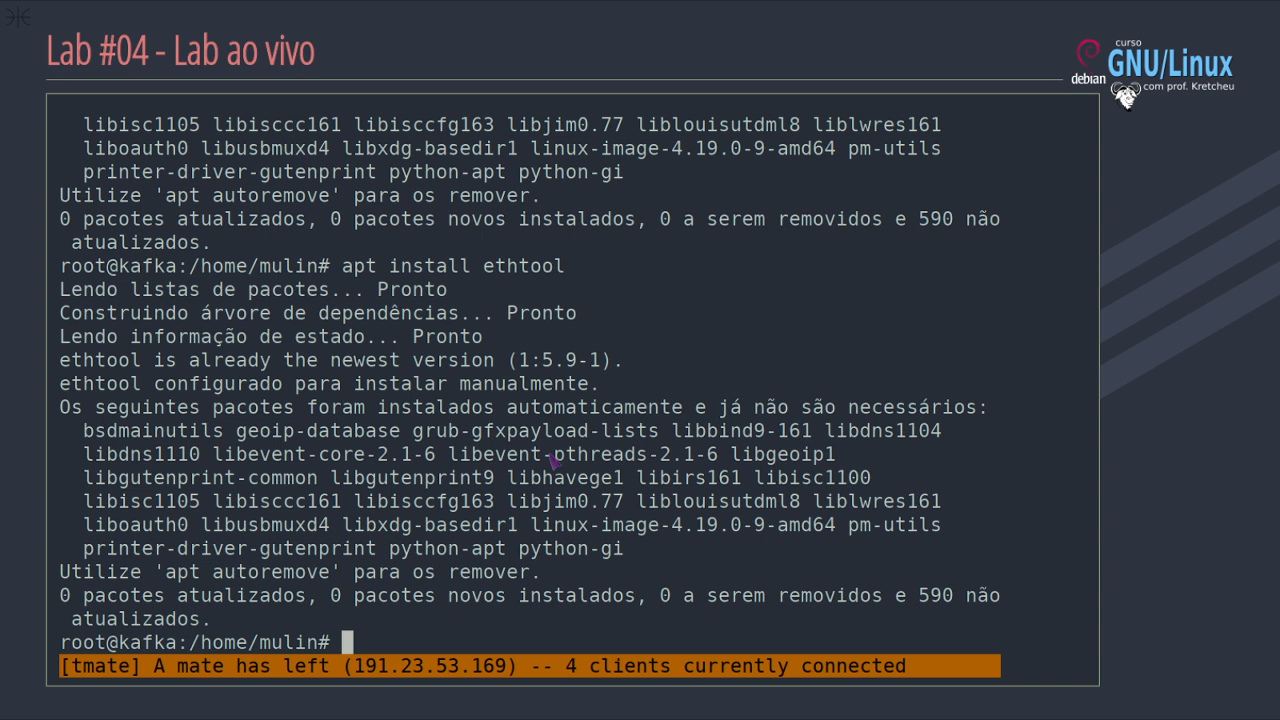 Lab #04 - Lab ao vivo
curso
debian
GNU/Linux
com prof. Kretcheu
libisc1105 libisccc161 libisccfg163 libjim0.77 liblouisutdml8 liblwres161
liboauth0 libusbmuxd4 libxdg-basedir1 linux-image-4.19.0-9-amd64 pm-utils
printer-driver-gutenprint python-apt python-gi
Utilize 'apt autoremove' para os remover.
0 pacotes atualizados, 0 pacotes novos instalados, 0 a serem removidos e 590 não
atualizados.
root@kafka:/home/mulin# apt install ethtool
Lendo listas de pacotes... Pronto
Construindo árvore de dependências... Pronto
Lendo informação de estado... Pronto
ethtool is already the newest version (1:5.9-1).
ethtool configurado para instalar manualmente.
Os seguintes pacotes foram instalados automaticamente e já não são necessários:
bsdmainutils geoip-database grub-gfxpayload-lists libbind9-161 libdns1104
libdns1110 libevent-core-2.1-6 libevent-pthreads-2.1-6 libgeoip1
libgutenprint-common libgutenprint9 libhavege1 libirs161 libisc1100
libisc1105 libisccc161 libisccfg163 libjim0.77 liblouisutdml8 liblwres161
liboauth0 libusbmuxd4 libxdg-basedir1 linux-image-4.19.0-9-amd64 pm-utils
printer-driver-gutenprint python-apt python-gi
Utilize 'apt autoremove' para os remover.
0 pacotes atualizados, 0 pacotes novos instalados, 0 a serem removidos e 590 não
atualizados.
root@kafka:/home/mulin#
[tmate] A mate has left (191.23.53.169) -- 4 clients currently connected